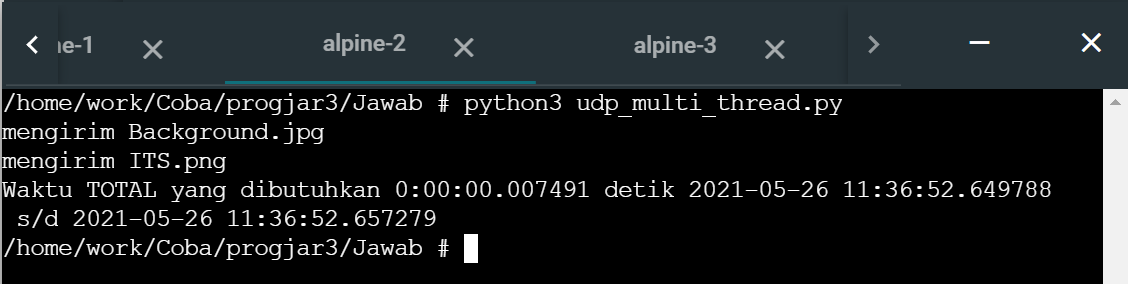 ne-1
alpine-2
alpine-3
/home/work/Coba/progjar3/Jawab # python3 udp_multi_thread.py
mengirim Background.jpg
mengirim ITS.png
Waktu TOTAL yang dibutuhkan 0:00:00.007491 detik 2021-05-26 11:36:52.649788
s/d 2021-05-26 11:36:52.657279
/home/work/Coba/progjar3/Jawab #